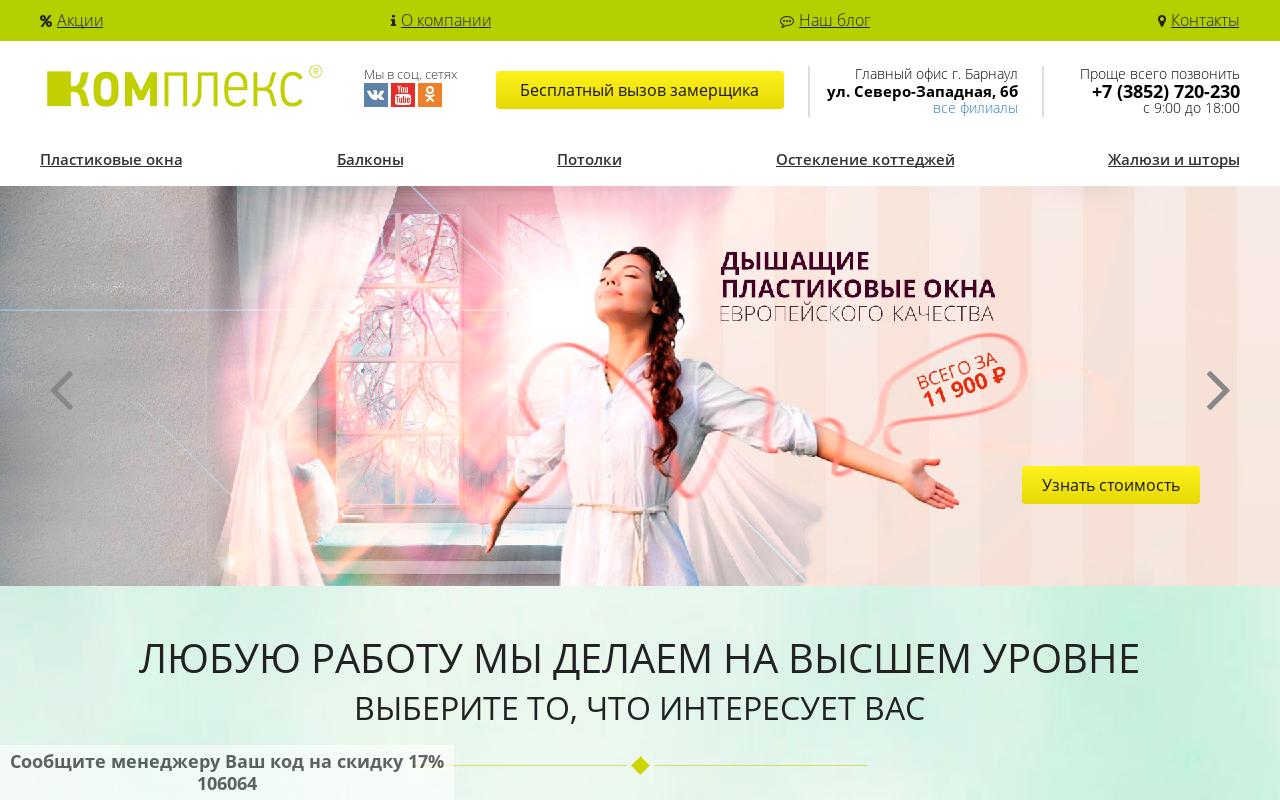 Акции
О компании
Наш блог
Контакты
комплекс®
Мы в соц. сетях
You Tube
Бесплатный вызов замерщика
Главный офис г. Барнаул
ул. Северо-Западная, 6б
все филиалы
Проще всего позвонить
+7 (3852) 720-230
с 9:00 до 18:00
Пластиковые окна
Балконы
Потолки
Остекление коттеджей
Жалюзи и шторы
ДЫШАЩИЕ
ПЛАСТИКОВЫЕ ОКНА
ЕВРОПЕЙСКОГО КАЧЕСТВА
ВСЕГО ЗА
11 900 ₽
Узнать стоимость
ЛЮБУЮ РАБОТУ МЫ ДЕЛАЕМ НА ВЫСШЕМ УРОВНЕ
ВЫБЕРИТЕ ТО, ЧТО ИНТЕРЕСУЕТ ВАС
Сообщите менеджеру Ваш код на скидку 17%
106064